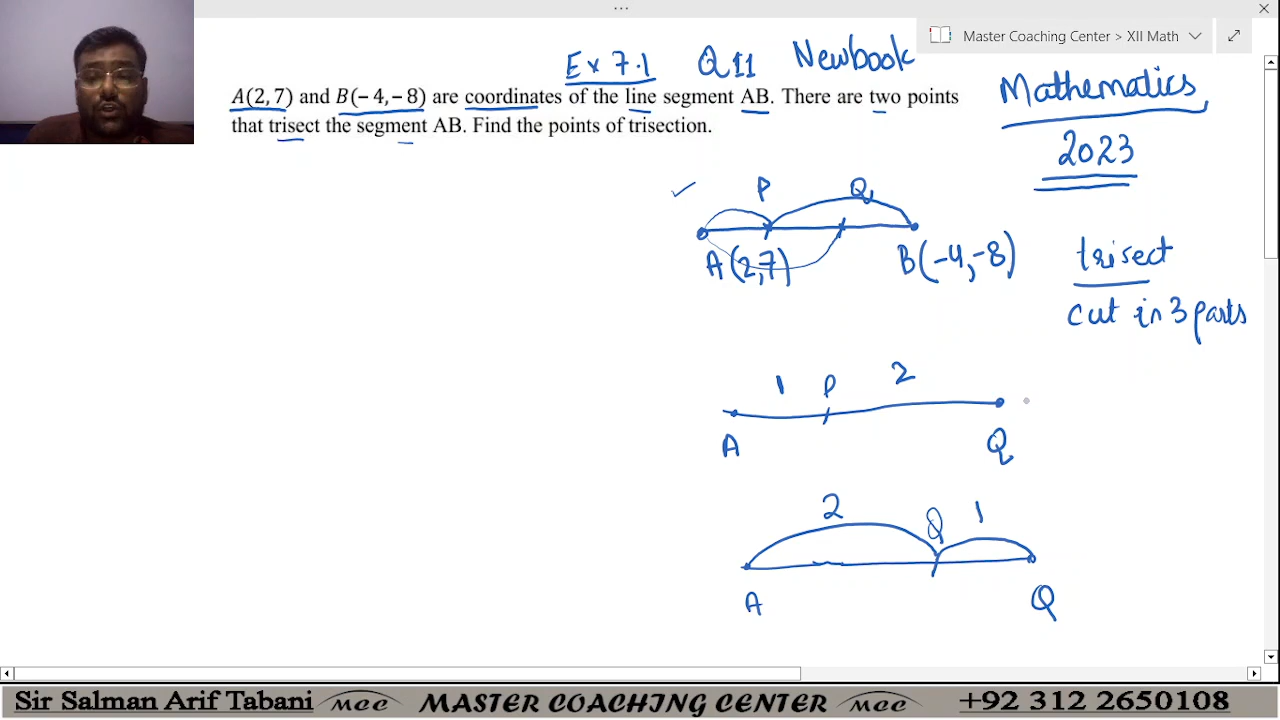 ...
Master Coaching Center > XII Math
Ex 7.1 Q11 Newbook
Mathematics
2023
A(2, 7) and B(− 4, − 8) are coordinates of the line segment AB. There are two points
that trisect the segment AB. Find the points of trisection.
P Q
A(2,7) B(-4,-8)
trisect
cut in 3 parts
1 P 2
A Q
2 Q 1
A Q
Sir Salman Arif Tabani mcc MASTER COACHING CENTER mcc +92 312 2650108